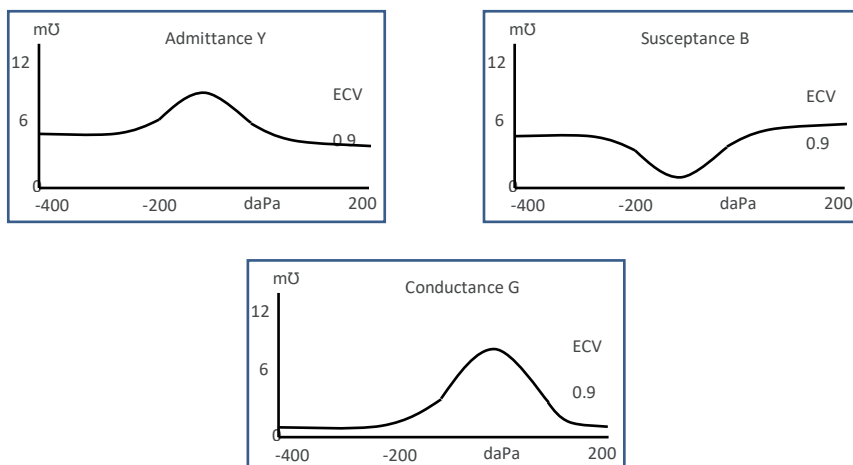 m℧
Admittance Y
12
ECV
6
0.9
0
-400 -200 daPa 200
m℧
Susceptance B
12
ECV
6
0.9
0
-400 -200 daPa 200
m℧
Conductance G
12
ECV
6
0.9
0
-400 -200 daPa 200